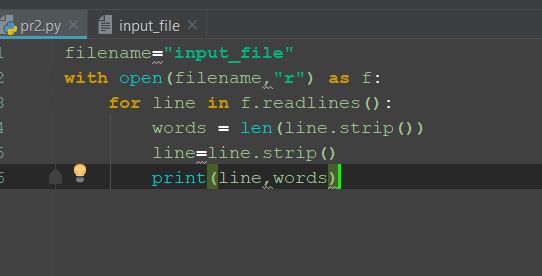 pr2.py × input_file ×
1 filename="input_file"
2 with open(filename,"r") as f:
3     for line in f.readlines():
4         words = len(line.strip())
5         line=line.strip()
6         print(line,words)